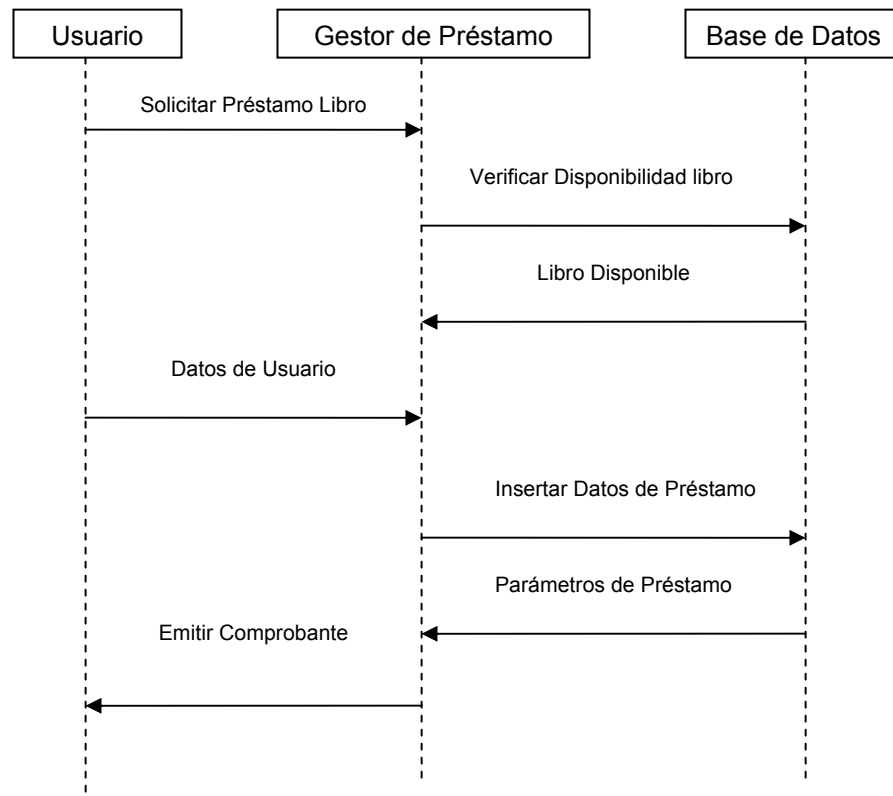 Usuario
Gestor de Préstamo
Base de Datos
Solicitar Préstamo Libro
Verificar Disponibilidad libro
Libro Disponible
Datos de Usuario
Insertar Datos de Préstamo
Parámetros de Préstamo
Emitir Comprobante